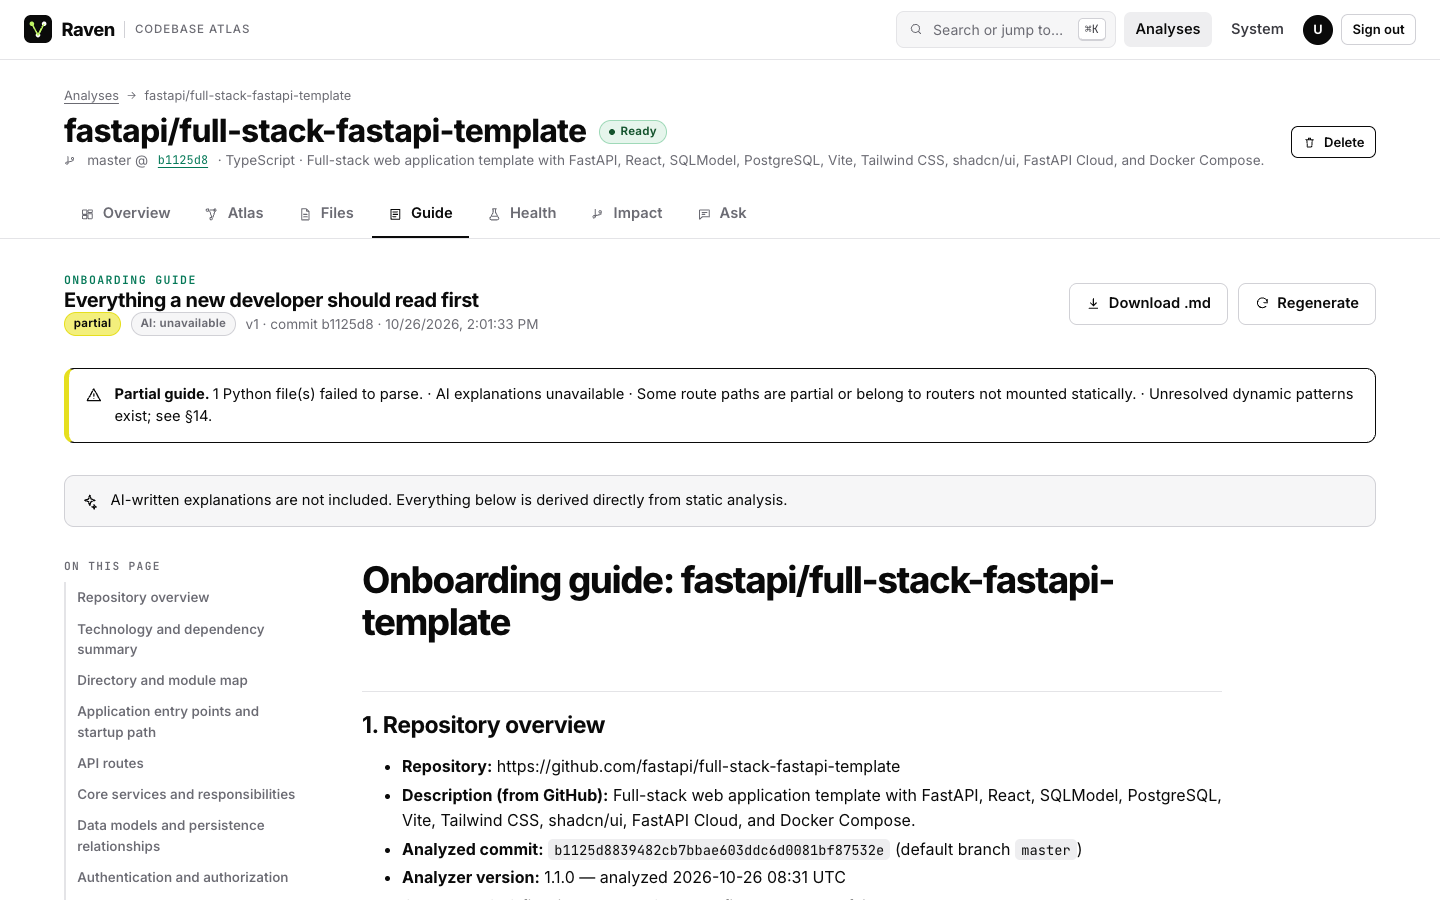 Raven CODEBASE ATLAS Search or jump to... ⌘K Analyses System U Sign out
Analyses → fastapi/full-stack-fastapi-template
fastapi/full-stack-fastapi-template Ready
master @ b1125d8 · TypeScript · Full-stack web application template with FastAPI, React, SQLModel, PostgreSQL, Vite, Tailwind CSS, shadcn/ui, FastAPI Cloud, and Docker Compose.
Delete
Overview Atlas Files Guide Health Impact Ask
ONBOARDING GUIDE
Everything a new developer should read first
partial AI: unavailable v1 · commit b1125d8 · 10/26/2026, 2:01:33 PM
Download .md Regenerate
Partial guide. 1 Python file(s) failed to parse. · AI explanations unavailable · Some route paths are partial or belong to routers not mounted statically. · Unresolved dynamic patterns
exist; see §14.
AI-written explanations are not included. Everything below is derived directly from static analysis.
ON THIS PAGE
Repository overview
Technology and dependency
summary
Directory and module map
Application entry points and
startup path
API routes
Core services and responsibilities
Data models and persistence
relationships
Authentication and authorization
Onboarding guide: fastapi/full-stack-fastapi-
template
1. Repository overview
• Repository: https://github.com/fastapi/full-stack-fastapi-template
• Description (from GitHub): Full-stack web application template with FastAPI, React, SQLModel, PostgreSQL,
Vite, Tailwind CSS, shadcn/ui, FastAPI Cloud, and Docker Compose.
• Analyzed commit: b1125d8839482cb7bbae603ddc6d0081bf87532e (default branch master )
• Analyzer version: 1.1.0 — analyzed 2026-10-26 08:31 UTC